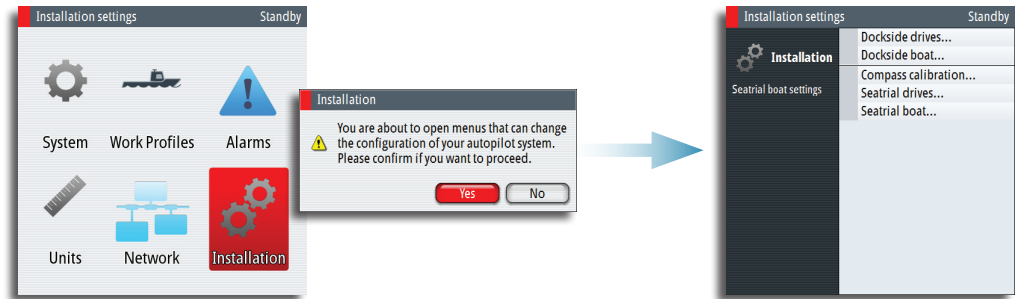 Installation settings Standby
System Work Profiles Alarms
Units Network Installation
Installation
You are about to open menus that can change
the configuration of your autopilot system.
Please confirm if you want to proceed.
Yes No
Installation settings Standby
Installation
Seatrial boat settings
Dockside drives...
Dockside boat...
Compass calibration...
Seatrial drives...
Seatrial boat...